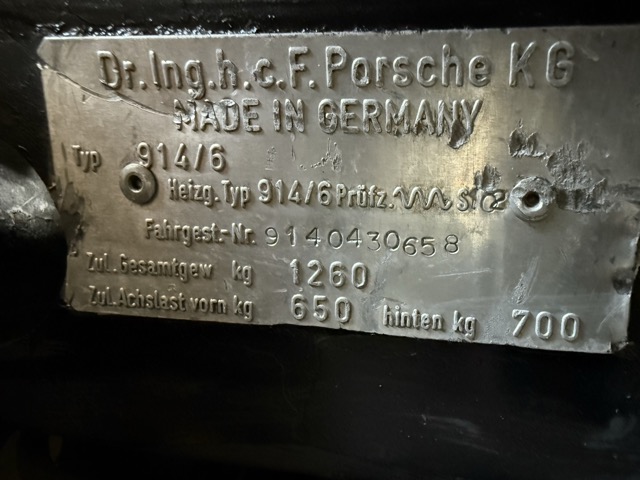 Dr. Ing. h. c. F. Porsche KG
MADE IN GERMANY
Typ 914/6
Heizg. Typ 914/6 Prüfz. S
Fahrgest.-Nr. 9140430658
Zul. Gesamtgew kg 1260
Zul. Achslast vorn kg 650 hinten kg 700